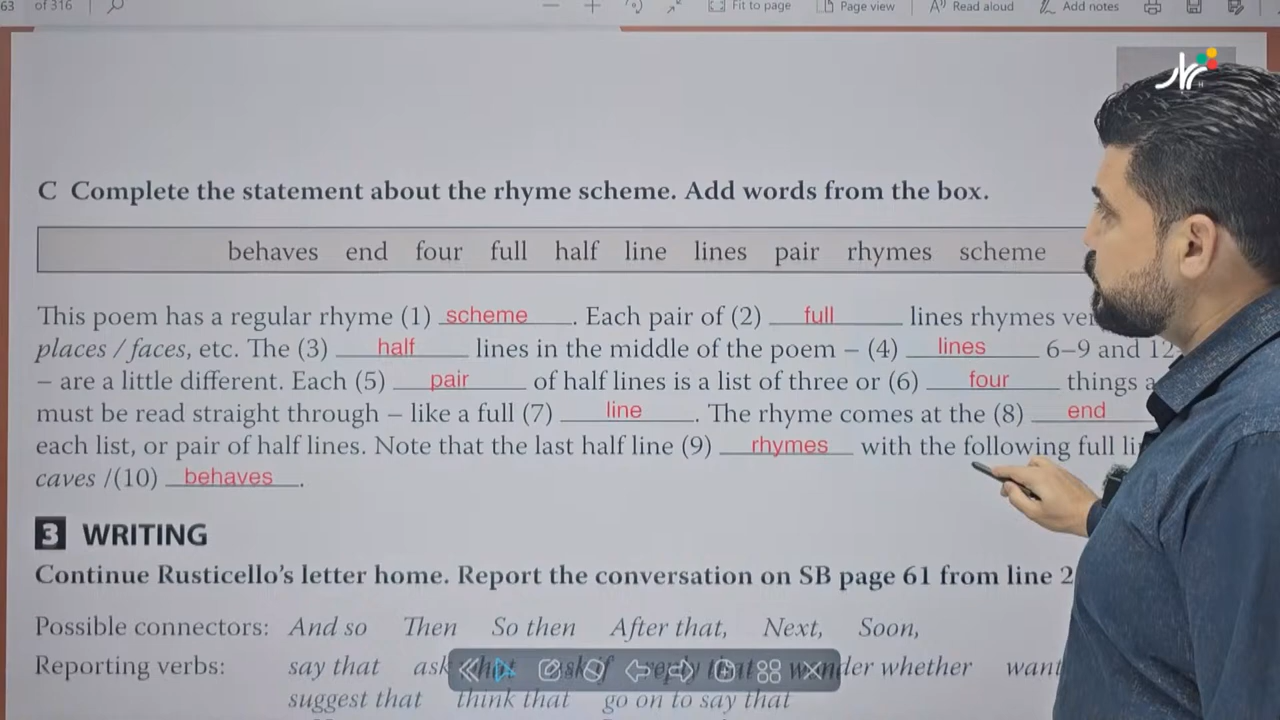 63 of 316 Fit to page Page view Read aloud Add notes
C Complete the statement about the rhyme scheme. Add words from the box.
behaves end four full half line lines pair rhymes scheme
This poem has a regular rhyme (1) scheme. Each pair of (2) full lines rhymes
places / faces, etc. The (3) half lines in the middle of the poem – (4) lines 6–9 and 12
– are a little different. Each (5) pair of half lines is a list of three or (6) four things
must be read straight through – like a full (7) line. The rhyme comes at the (8) end
each list, or pair of half lines. Note that the last half line (9) rhymes with the following full
caves /(10) behaves.
3 WRITING
Continue Rusticello's letter home. Report the conversation on SB page 61 from line 2
Possible connectors: And so Then So then After that, Next, Soon,
Reporting verbs: say that ask that ask if reply that wonder whether want
suggest that think that go on to say that